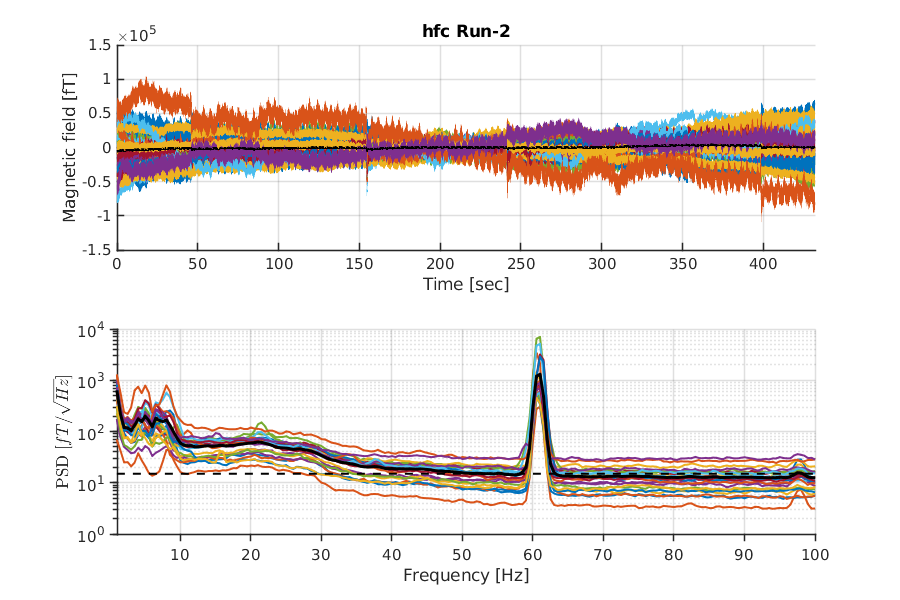 hfc Run-2
×10^5
1.5
1
0.5
0
-0.5
-1
-1.5
Magnetic field [fT]
0 50 100 150 200 250 300 350 400
Time [sec]
10^4
10^3
10^2
10^1
10^0
PSD [fT/√Hz]
10 20 30 40 50 60 70 80 90 100
Frequency [Hz]